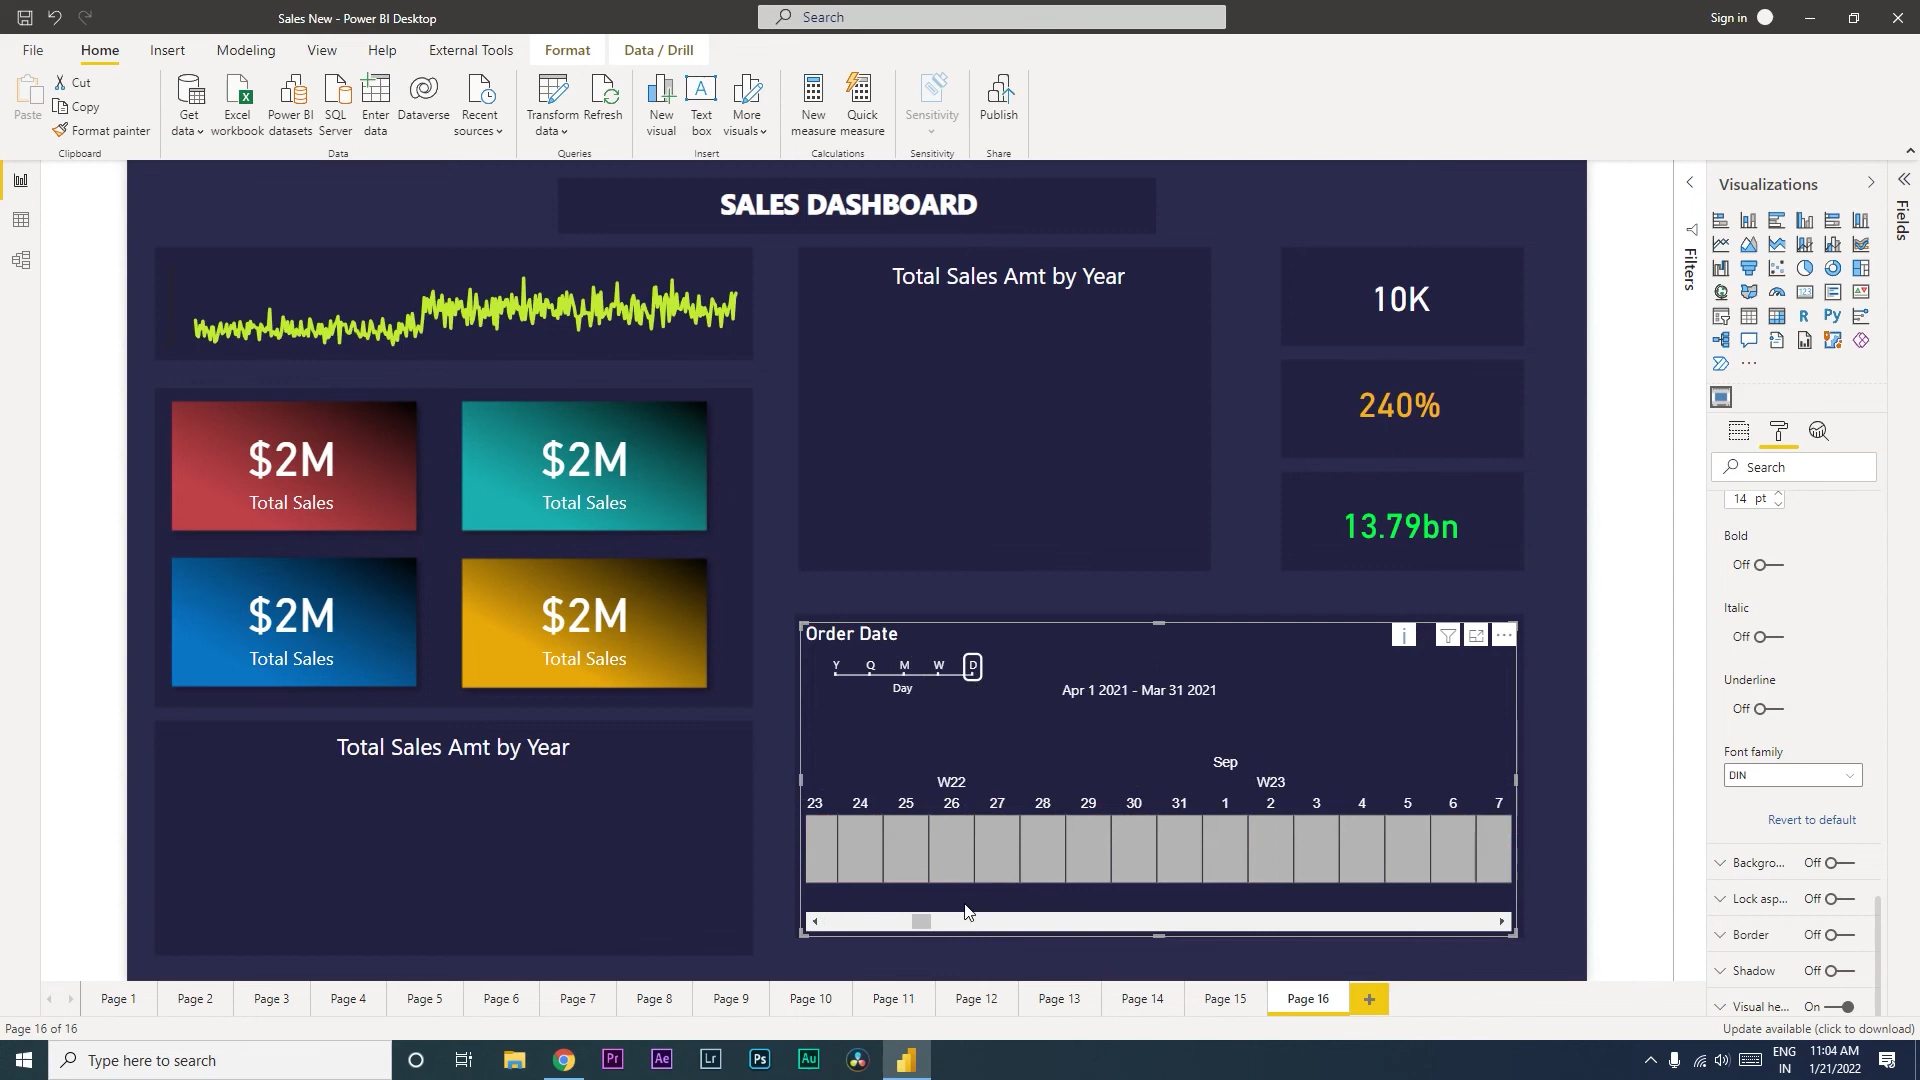 Sales New - Power BI Desktop
Search
Sign in
File
Home
Insert
Modeling
View
Help
External Tools
Format
Data / Drill
Paste
Cut
Copy
Format painter
Clipboard
Get data
Excel workbook
Power BI datasets
SQL Server
Enter data
Dataverse
Recent sources
Data
Transform data
Refresh
Queries
New visual
Text box
More visuals
Insert
New measure
Quick measure
Calculations
Sensitivity
Sensitivity
Publish
Share
SALES DASHBOARD
Total Sales Amt by Year
10K
240%
13.79bn
$2M
Total Sales
$2M
Total Sales
$2M
Total Sales
$2M
Total Sales
Total Sales Amt by Year
Order Date
Y Q M W D
Day
Apr 1 2021 - Mar 31 2021
Sep
W22 W23
23 24 25 26 27 28 29 30 31 1 2 3 4 5 6 7
Filters
Visualizations
Fields
R
Py
Search
14 pt
Bold
Off
Italic
Off
Underline
Off
Font family
DIN
Revert to default
Backgro... Off
Lock asp... Off
Border Off
Shadow Off
Visual he... On
Page 1
Page 2
Page 3
Page 4
Page 5
Page 6
Page 7
Page 8
Page 9
Page 10
Page 11
Page 12
Page 13
Page 14
Page 15
Page 16
Page 16 of 16
Update available (click to download)
Type here to search
Pr
Ae
Lr
Ps
Au
ENG
IN
11:04 AM
1/21/2022